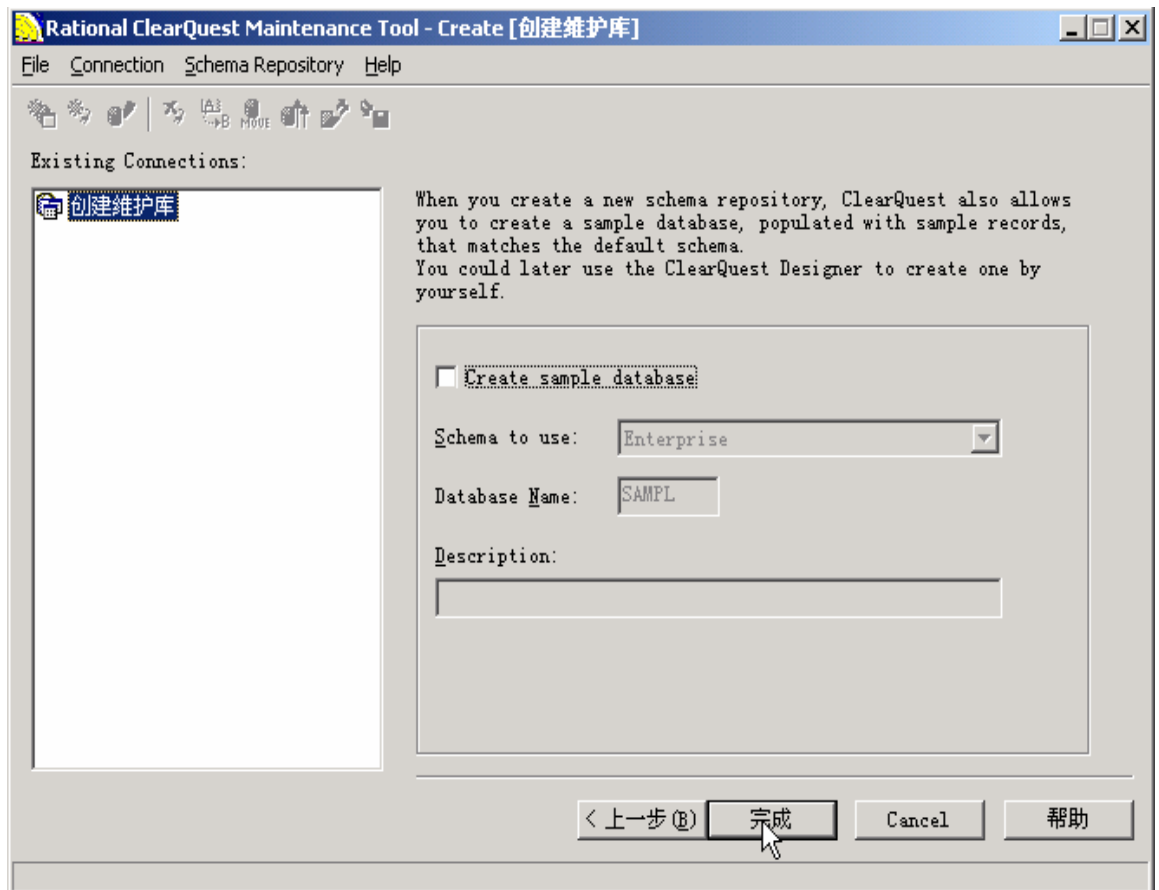 Rational ClearQuest Maintenance Tool - Create [创建维护库]
File Connection Schema Repository Help
A B MOVE
Existing Connections:
创建维护库
When you create a new schema repository, ClearQuest also allows
you to create a sample database, populated with sample records,
that matches the default schema.
You could later use the ClearQuest Designer to create one by
yourself.
Create sample database
Schema to use: Enterprise
Database Name: SAMPL
Description:
< 上一步(B) 完成 Cancel 帮助